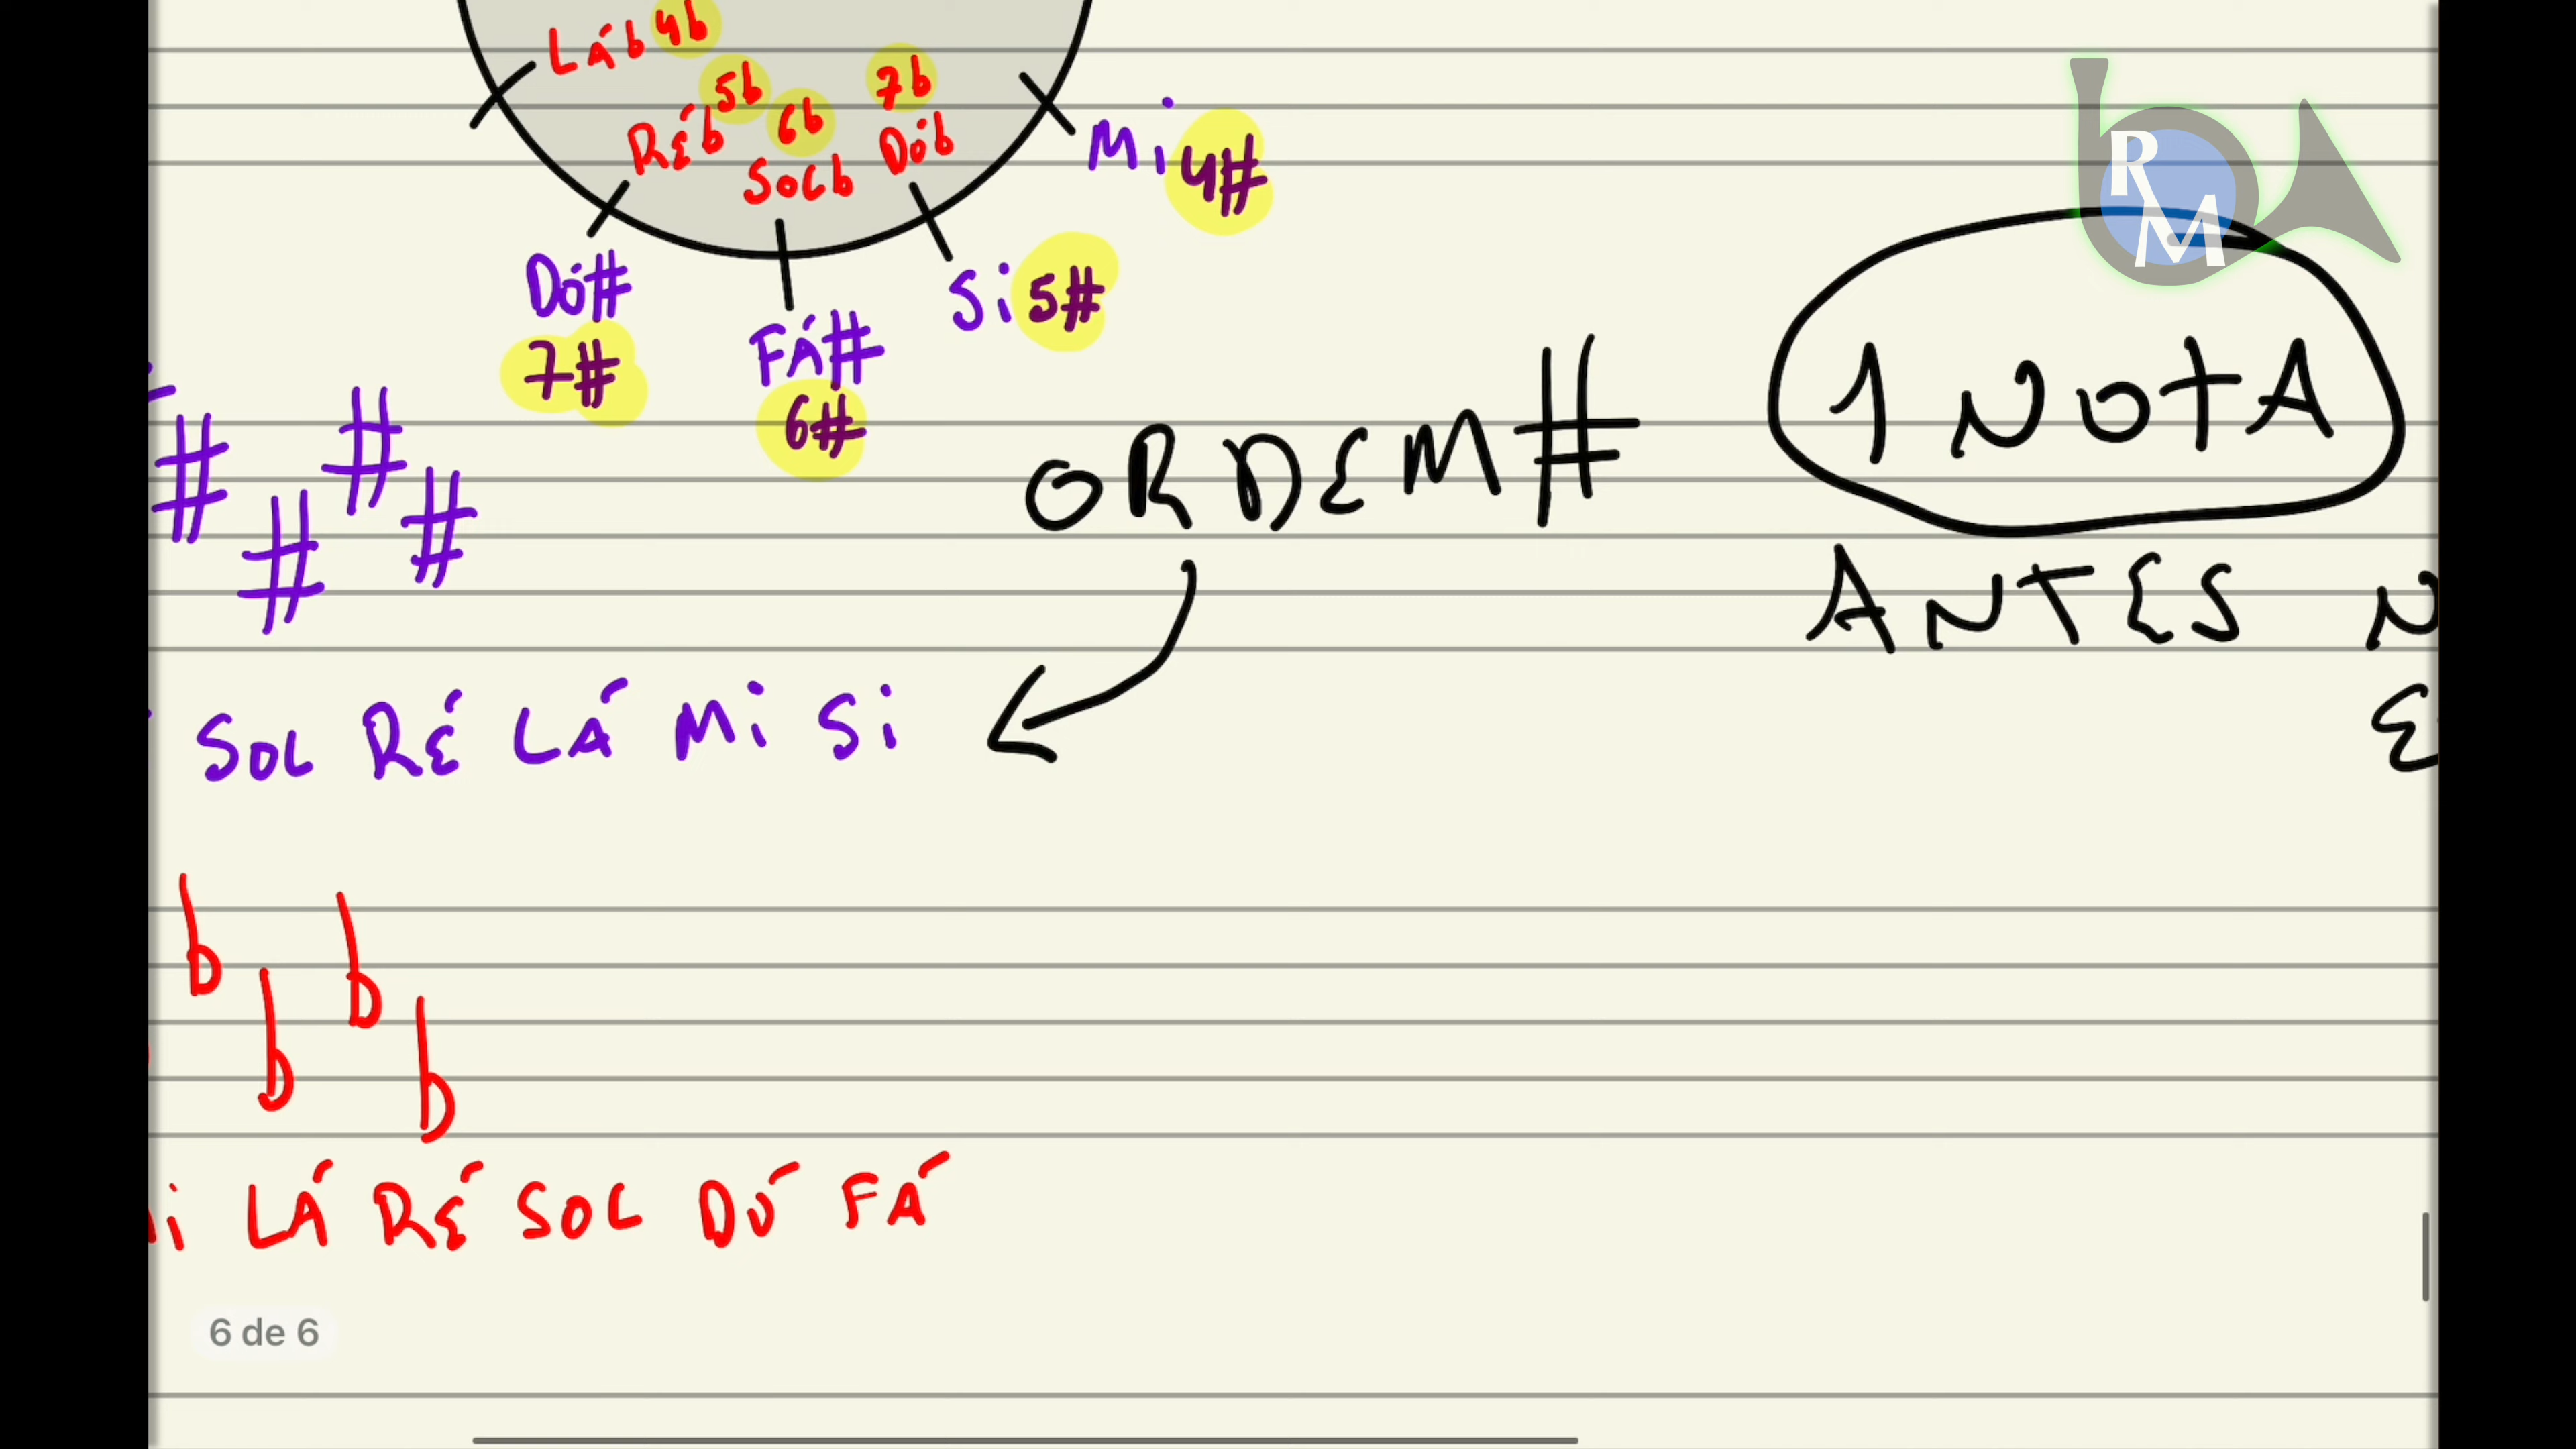 LÁb 4b
5b
7b
RÉb
6b
DÓb
SOLb
Mi 4#
DÓ#
Si 5#
7#
FÁ#
6#
RM
ORDEM #
1 NOTA
ANTES
SOL RÉ LÁ Mi Si
LÁ RÉ SOL DÓ FÁ
6 de 6